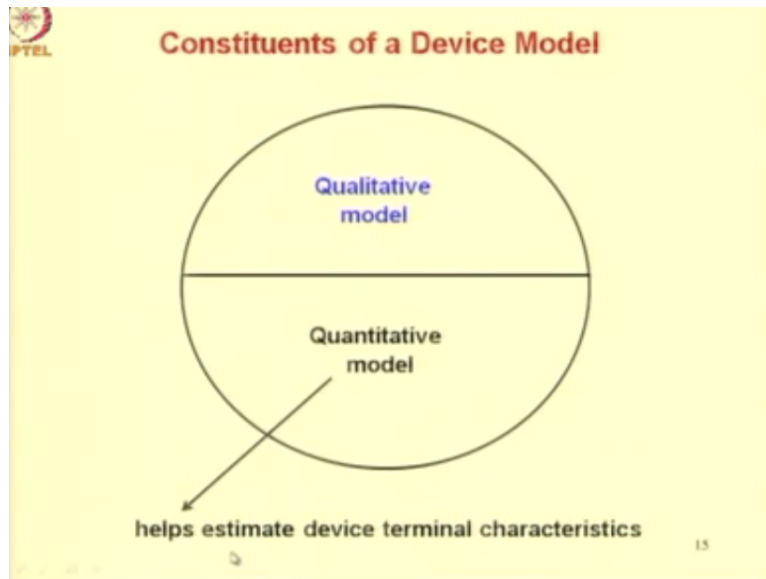 PTEL
Constituents of a Device Model
Qualitative
model
Quantitative
model
helps estimate device terminal characteristics
15